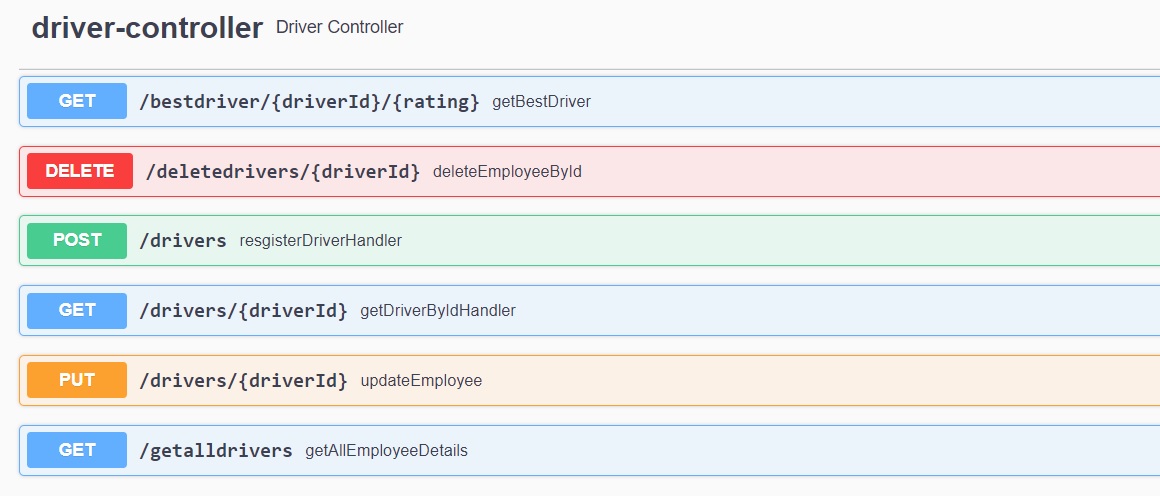 driver-controller Driver Controller
GET /bestdriver/{driverId}/{rating} getBestDriver
DELETE /deletedrivers/{driverId} deleteEmployeeById
POST /drivers resgisterDriverHandler
GET /drivers/{driverId} getDriverByIdHandler
PUT /drivers/{driverId} updateEmployee
GET /getalldrivers getAllEmployeeDetails